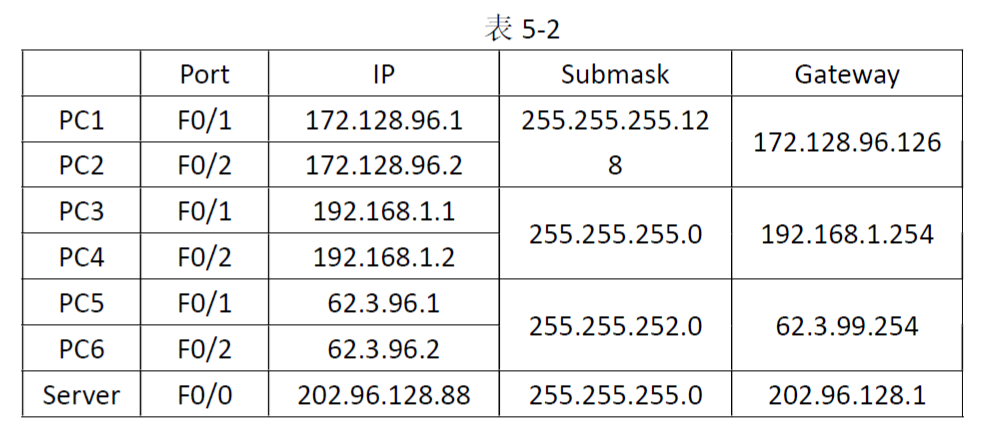 表 5-2
Port IP Submask Gateway
PC1 F0/1 172.128.96.1 255.255.255.12
8 172.128.96.126
PC2 F0/2 172.128.96.2
PC3 F0/1 192.168.1.1 255.255.255.0 192.168.1.254
PC4 F0/2 192.168.1.2
PC5 F0/1 62.3.96.1 255.255.252.0 62.3.99.254
PC6 F0/2 62.3.96.2
Server F0/0 202.96.128.88 255.255.255.0 202.96.128.1